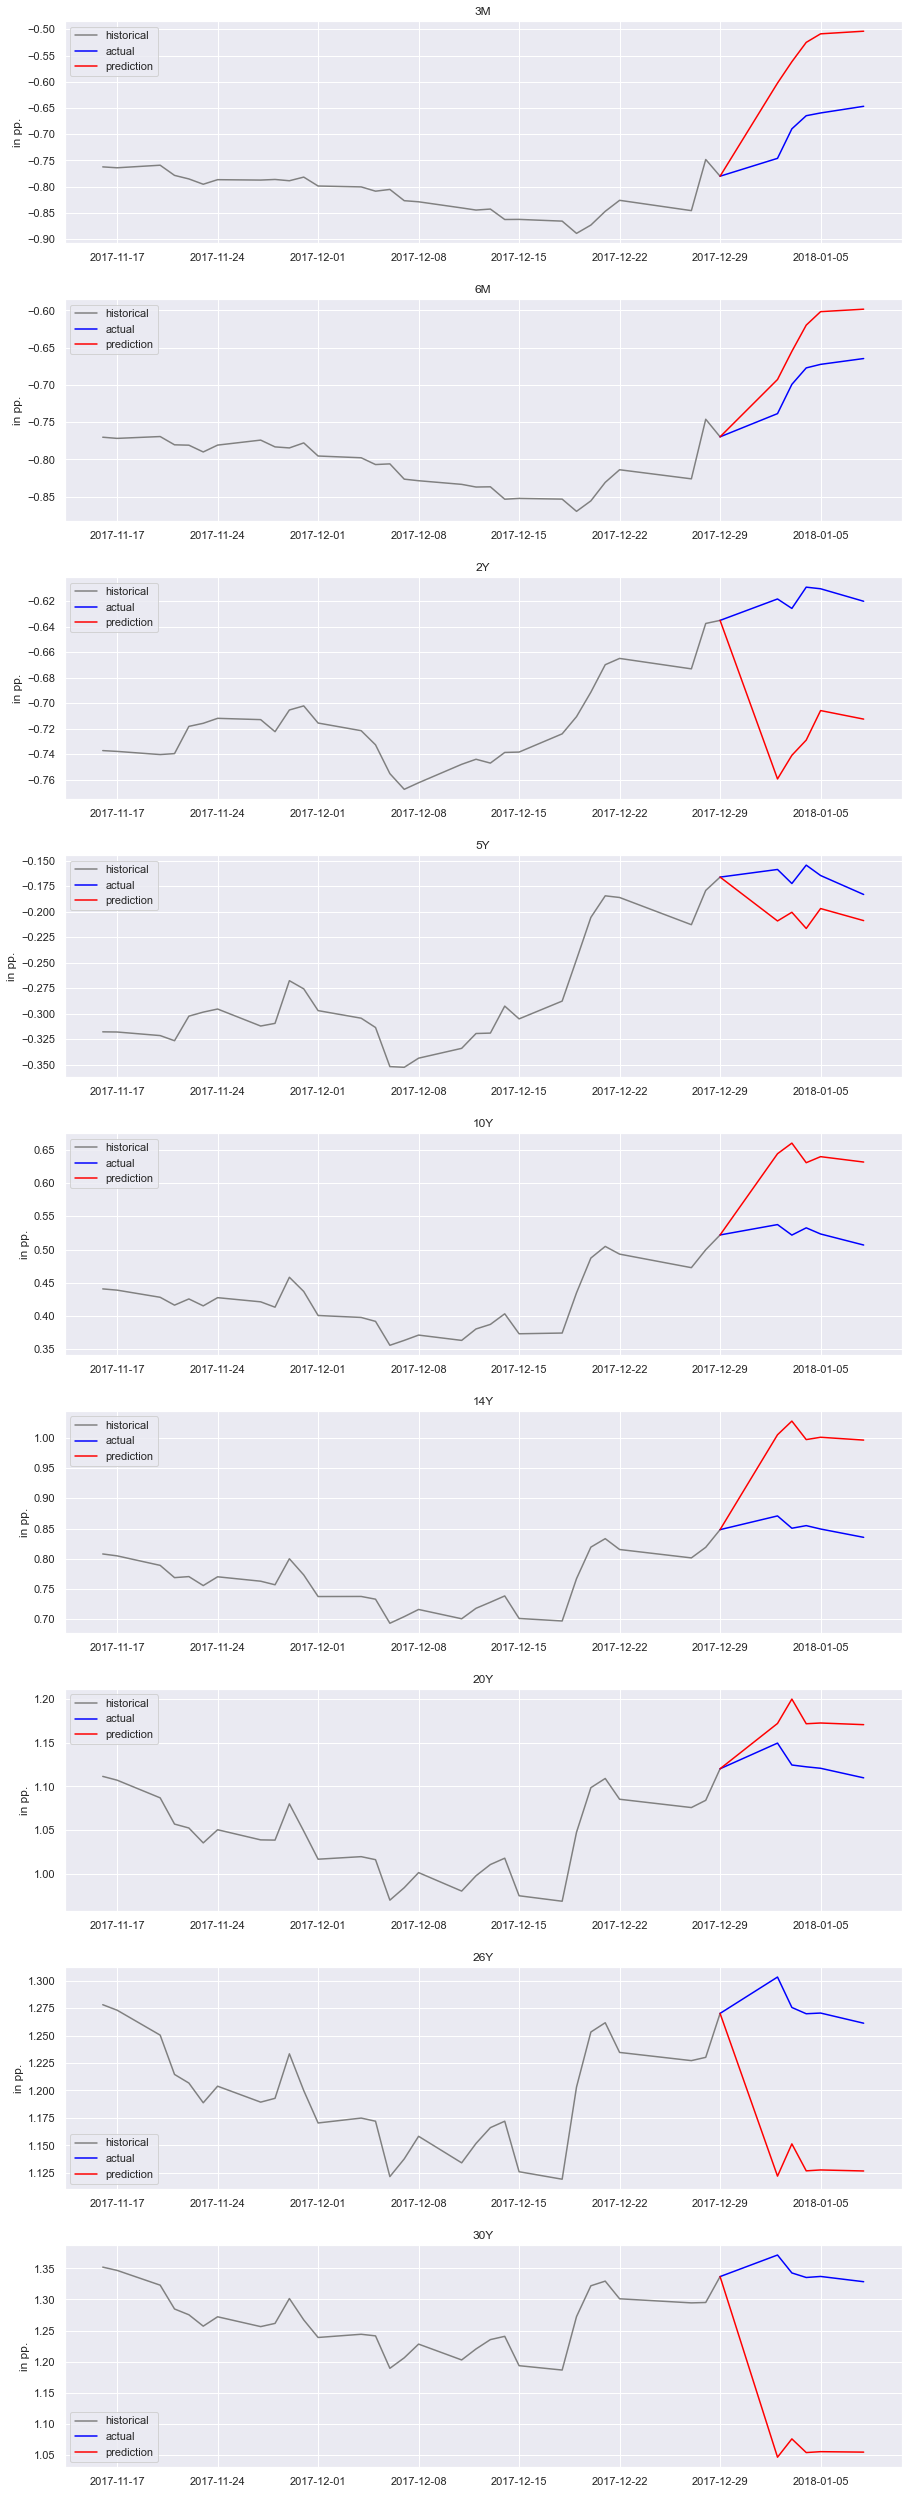 3M
historical
actual
prediction
in pp.
−0.50
−0.55
−0.60
−0.65
−0.70
−0.75
−0.80
−0.85
−0.90
2017-11-17 2017-11-24 2017-12-01 2017-12-08 2017-12-15 2017-12-22 2017-12-29 2018-01-05
6M
historical
actual
prediction
in pp.
−0.60
−0.65
−0.70
−0.75
−0.80
−0.85
2017-11-17 2017-11-24 2017-12-01 2017-12-08 2017-12-15 2017-12-22 2017-12-29 2018-01-05
2Y
historical
actual
prediction
in pp.
−0.62
−0.64
−0.66
−0.68
−0.70
−0.72
−0.74
−0.76
2017-11-17 2017-11-24 2017-12-01 2017-12-08 2017-12-15 2017-12-22 2017-12-29 2018-01-05
5Y
historical
actual
prediction
in pp.
−0.150
−0.175
−0.200
−0.225
−0.250
−0.275
−0.300
−0.325
−0.350
2017-11-17 2017-11-24 2017-12-01 2017-12-08 2017-12-15 2017-12-22 2017-12-29 2018-01-05
10Y
historical
actual
prediction
in pp.
0.65
0.60
0.55
0.50
0.45
0.40
0.35
2017-11-17 2017-11-24 2017-12-01 2017-12-08 2017-12-15 2017-12-22 2017-12-29 2018-01-05
14Y
historical
actual
prediction
in pp.
1.00
0.95
0.90
0.85
0.80
0.75
0.70
2017-11-17 2017-11-24 2017-12-01 2017-12-08 2017-12-15 2017-12-22 2017-12-29 2018-01-05
20Y
historical
actual
prediction
in pp.
1.20
1.15
1.10
1.05
1.00
2017-11-17 2017-11-24 2017-12-01 2017-12-08 2017-12-15 2017-12-22 2017-12-29 2018-01-05
26Y
in pp.
1.300
1.275
1.250
1.225
1.200
1.175
1.150
1.125
historical
actual
prediction
2017-11-17 2017-11-24 2017-12-01 2017-12-08 2017-12-15 2017-12-22 2017-12-29 2018-01-05
30Y
in pp.
1.35
1.30
1.25
1.20
1.15
1.10
1.05
historical
actual
prediction
2017-11-17 2017-11-24 2017-12-01 2017-12-08 2017-12-15 2017-12-22 2017-12-29 2018-01-05